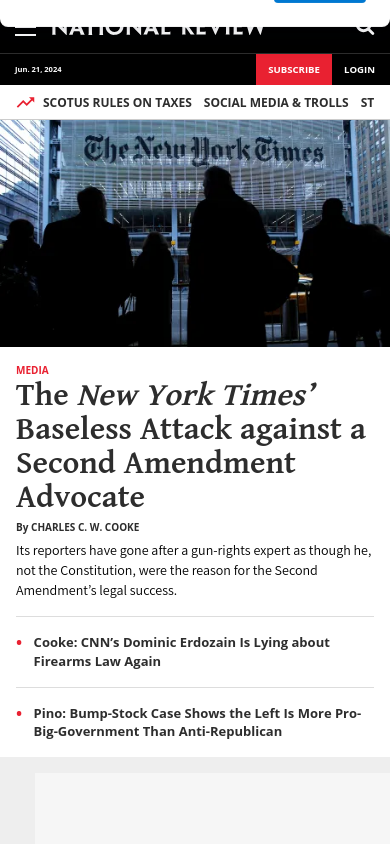 NATIONAL REVIEW
Jun. 21, 2024
SUBSCRIBE
LOGIN
SCOTUS RULES ON TAXES SOCIAL MEDIA & TROLLS ST
The New York Times
MEDIA
The New York Times’
Baseless Attack against a
Second Amendment
Advocate
By CHARLES C. W. COOKE
Its reporters have gone after a gun-rights expert as though he,
not the Constitution, were the reason for the Second
Amendment’s legal success.
• Cooke: CNN’s Dominic Erdozain Is Lying about
Firearms Law Again
• Pino: Bump-Stock Case Shows the Left Is More Pro-
Big-Government Than Anti-Republican